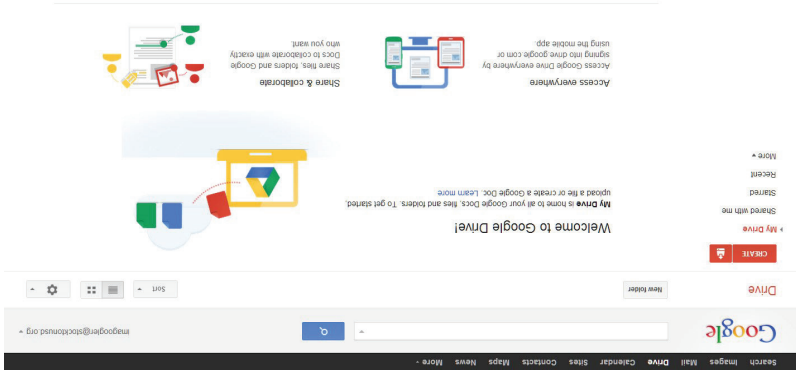 Search Images Mail Drive Calendar Sites Contacts Maps News More
Google
imagoogler@stocktonusd.org
Drive
New folder
Sort
CREATE
My Drive
Shared with me
Starred
Recent
More
Welcome to Google Drive!
My Drive is home to all your Google Docs, files and folders. To get started,
upload a file or create a Google Doc. Learn more
Access everywhere
Access Google Drive everywhere by
signing into drive.google.com or
using the mobile app.
Share & collaborate
Share files, folders and Google
Docs to collaborate with exactly
who you want.